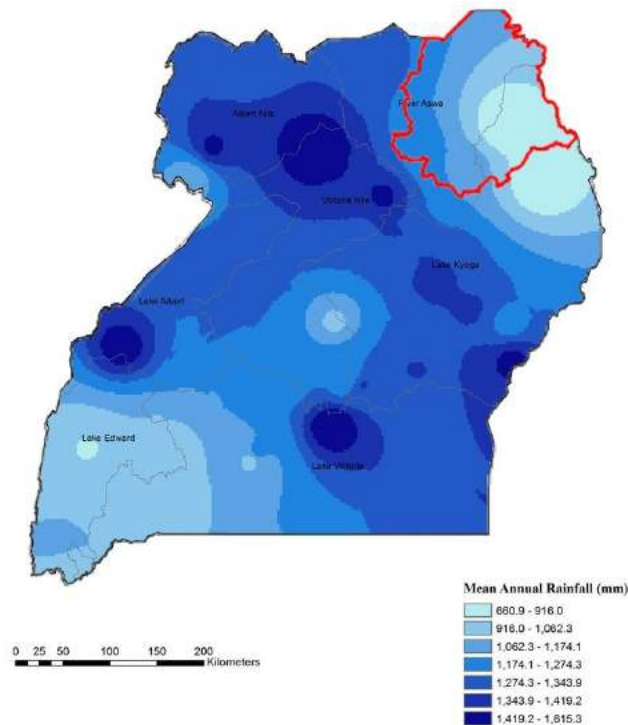 River Aswa
Albert Nile
Victoria Nile
Lake Kyoga
Lake Albert
Lake Edward
Lake Victoria
Mean Annual Rainfall (mm)
660.9 - 916.0
916.0 - 1,062.3
1,062.3 - 1,174.1
1,174.1 - 1,274.3
1,274.3 - 1,343.9
1,343.9 - 1,419.2
1,419.2 - 1,615.3
0 25 50 100 150 200
Kilometers